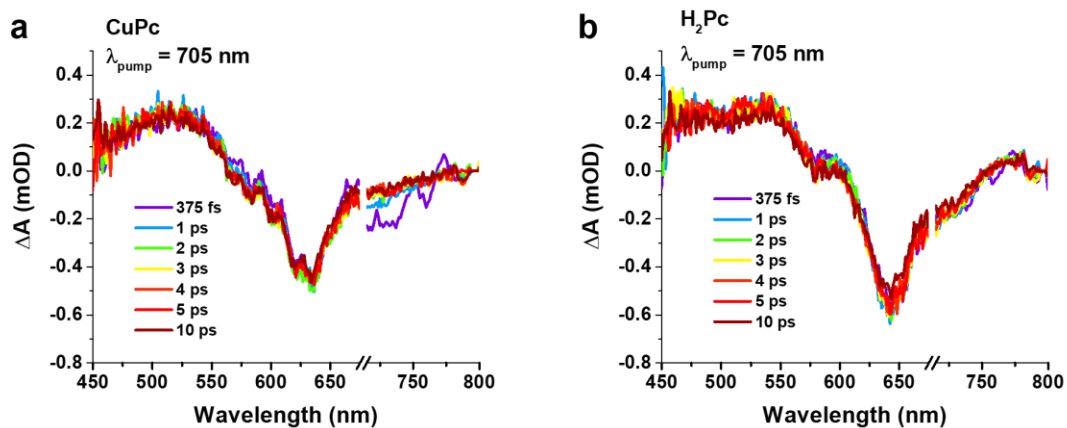 a
CuPc
λpump = 705 nm
0.4
0.2
0.0
-0.2
-0.4
-0.6
-0.8
ΔA (mOD)
375 fs
1 ps
2 ps
3 ps
4 ps
5 ps
10 ps
450 500 550 600 650 750 800
Wavelength (nm)
b
H2Pc
λpump = 705 nm
0.4
0.2
0.0
-0.2
-0.4
-0.6
-0.8
ΔA (mOD)
375 fs
1 ps
2 ps
3 ps
4 ps
5 ps
10 ps
450 500 550 600 650 750 800
Wavelength (nm)